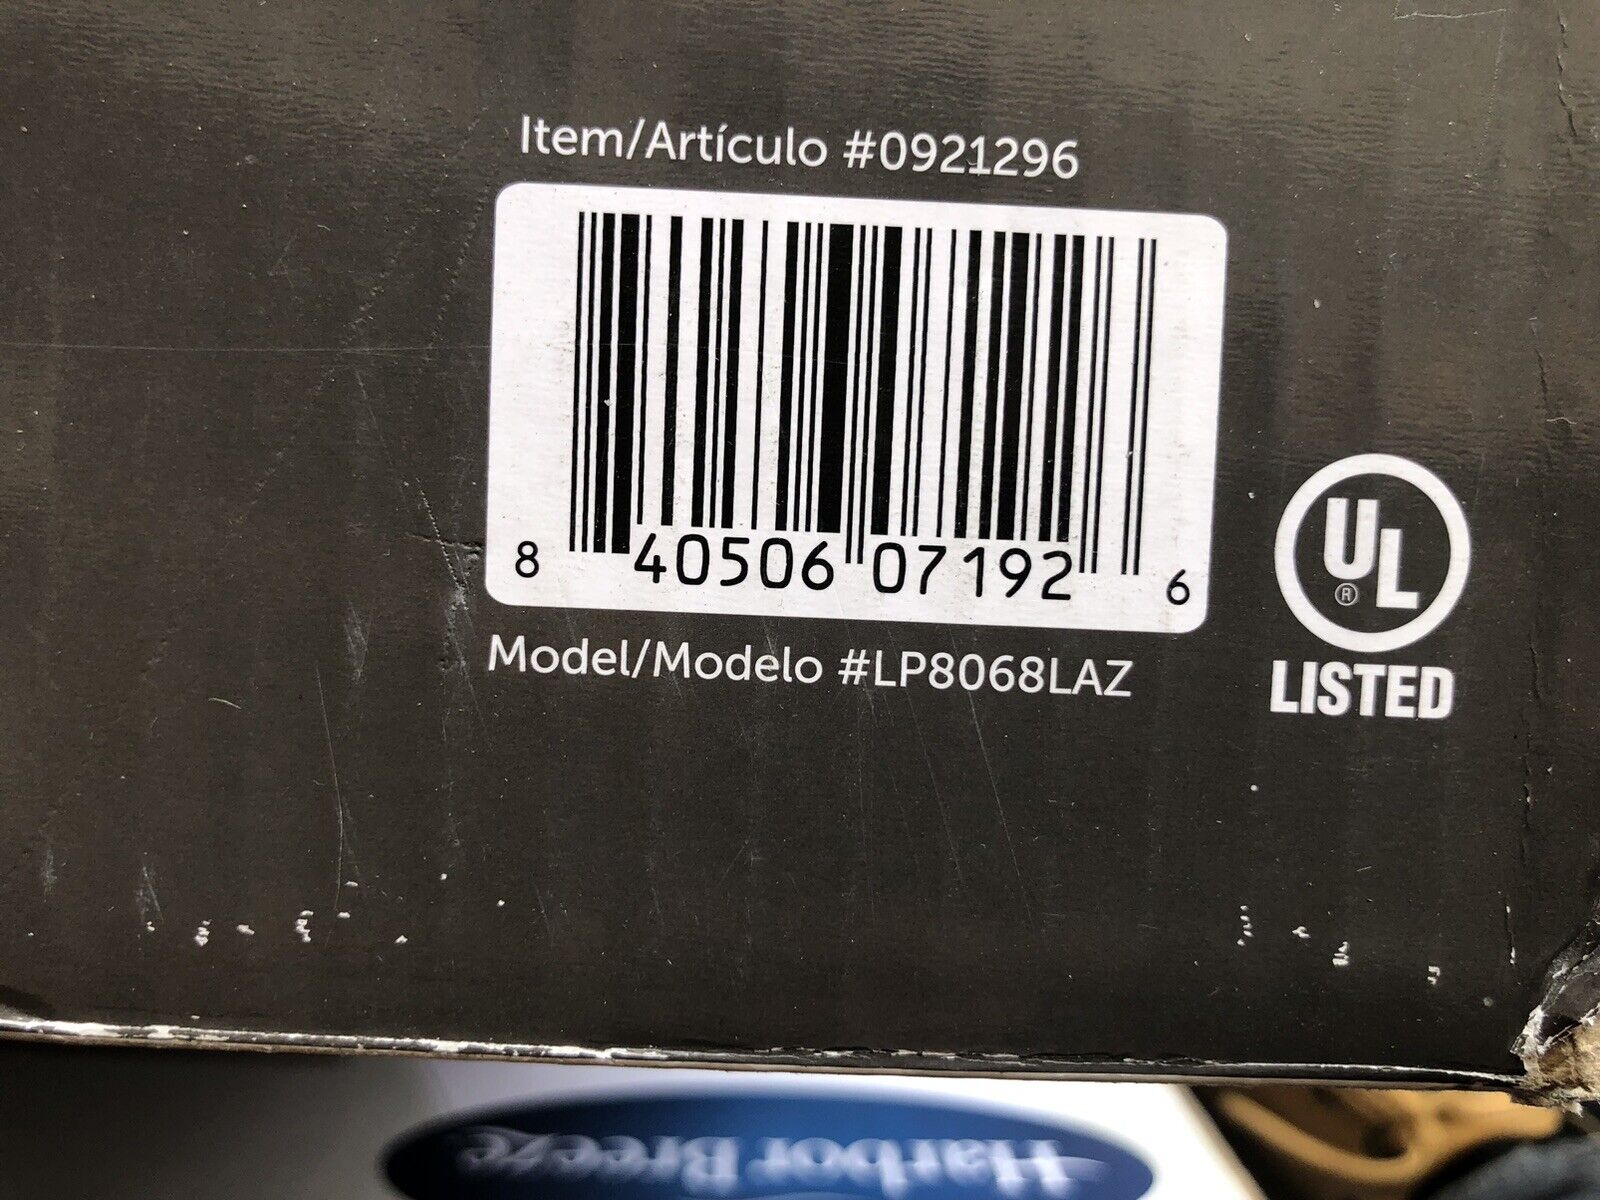 Item/Artículo #0921296
8 40506 07192 6
Model/Modelo #LP8068LAZ
UL
®
LISTED
Harbor Breeze